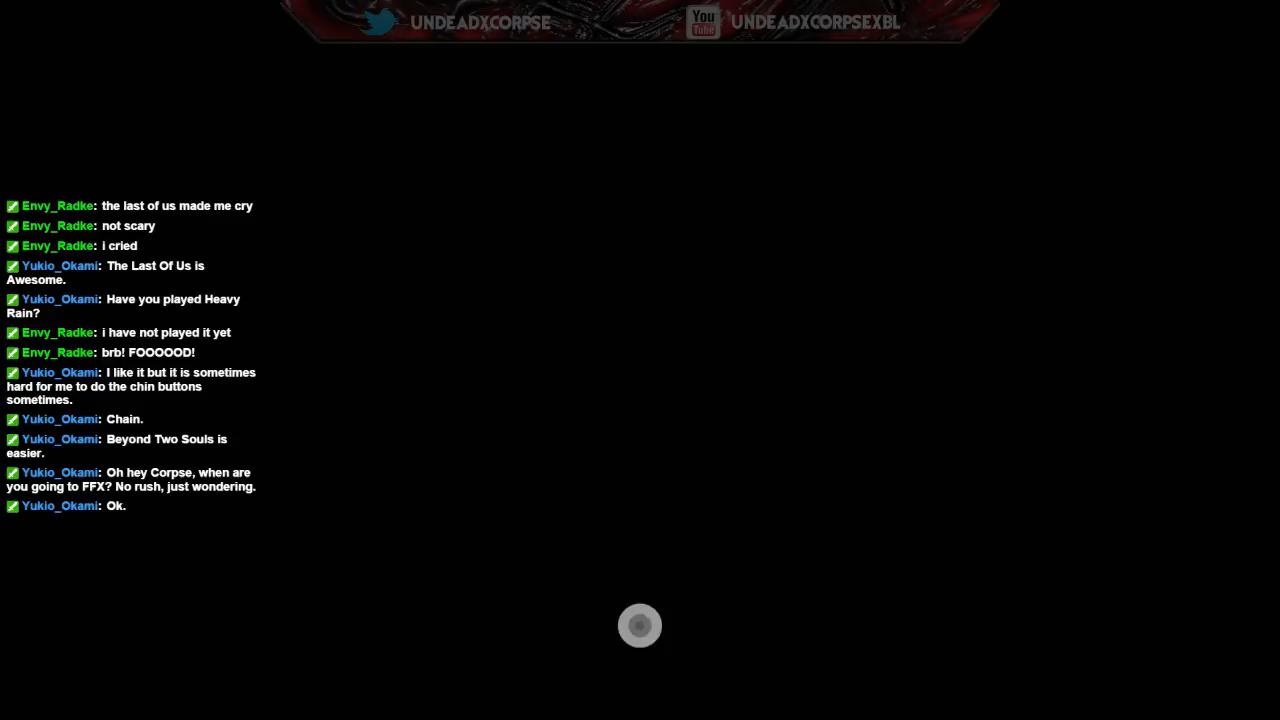 UNDEADXCORPSE
You
Tube
UNDEADXCORPSEXBL
Envy_Radke: the last of us made me cry
Envy_Radke: not scary
Envy_Radke: i cried
Yukio_Okami: The Last Of Us is
Awesome.
Yukio_Okami: Have you played Heavy
Rain?
Envy_Radke: i have not played it yet
Envy_Radke: brb! FOOOOOD!
Yukio_Okami: I like it but it is sometimes
hard for me to do the chin buttons
sometimes.
Yukio_Okami: Chain.
Yukio_Okami: Beyond Two Souls is
easier.
Yukio_Okami: Oh hey Corpse, when are
you going to FFX? No rush, just wondering.
Yukio_Okami: Ok.